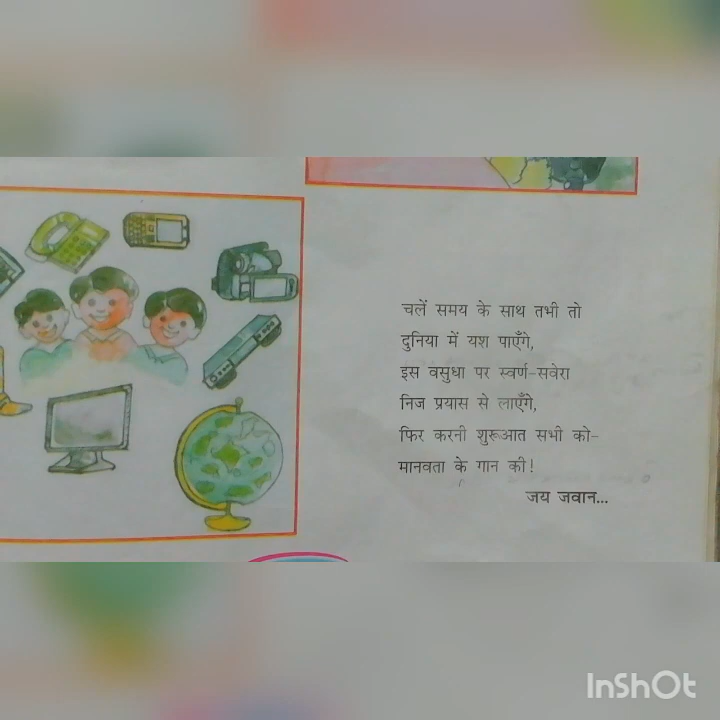 चलें समय के साथ तभी तो
दुनिया में यश पाएँगे,
इस वसुधा पर स्वर्ण-सवेरा
निज प्रयास से लाएँगे,
फिर करनी शुरूआत सभी को-
मानवता के गान की!
जय जवान...
InShOt